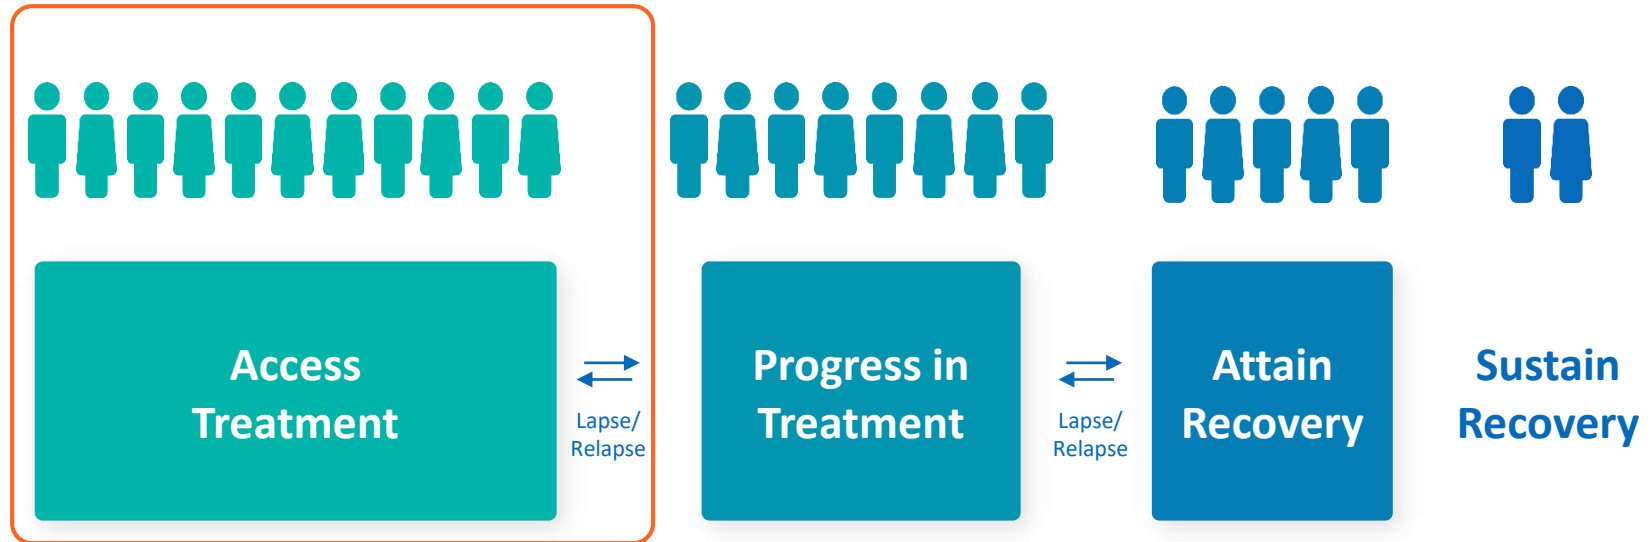 Access
Treatment
Lapse/
Relapse
Progress in
Treatment
Lapse/
Relapse
Attain
Recovery
Sustain
Recovery